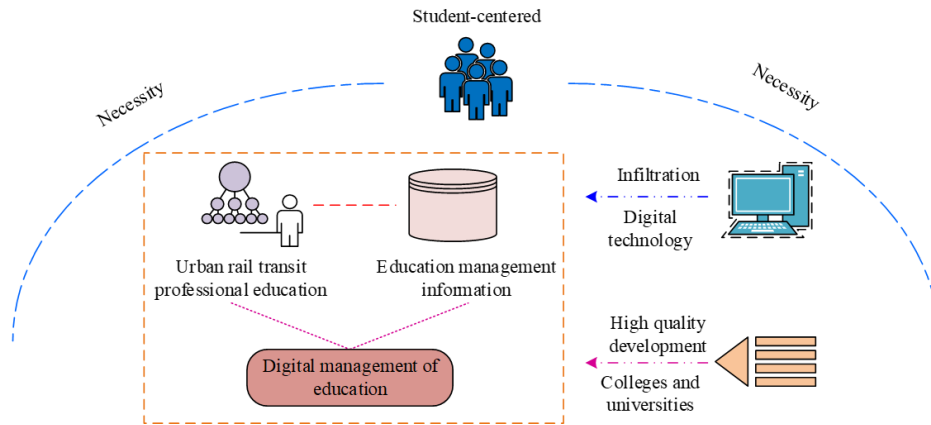 Student-centered
Necessity
Necessity
Infiltration
Digital
technology
Urban rail transit
professional education
Education management
information
High quality
development
Colleges and
universities
Digital management of
education